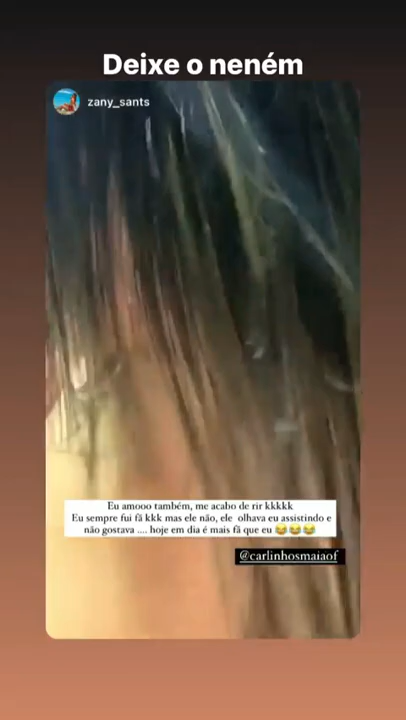 Deixe o neném
zany_sants
Eu amooo também, me acabo de rir kkkkk
Eu sempre fui fã kkk mas ele não, ele olhava eu assistindo e
não gostava .... hoje em dia é mais fã que eu 😂😂😂
@carlinhosmaiaof